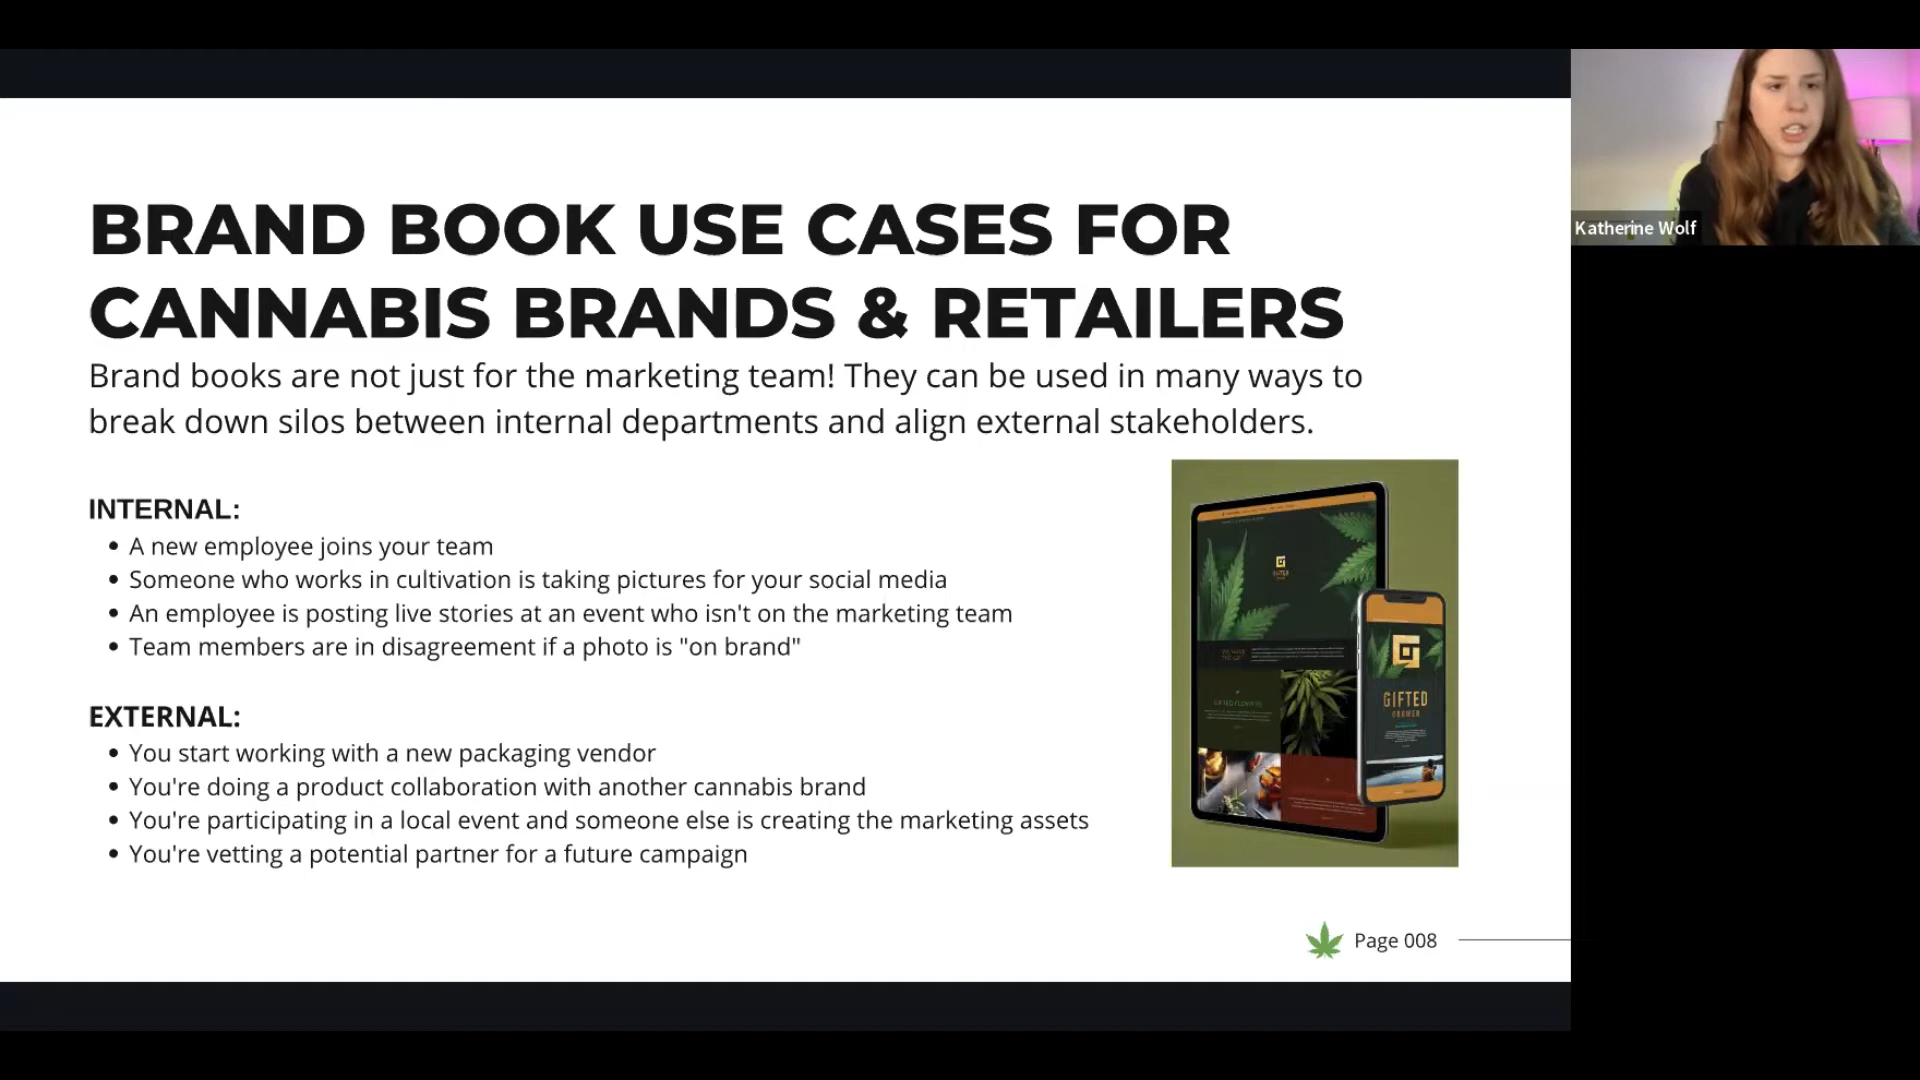 BRAND BOOK USE CASES FOR
CANNABIS BRANDS & RETAILERS
Brand books are not just for the marketing team! They can be used in many ways to
break down silos between internal departments and align external stakeholders.
INTERNAL:
• A new employee joins your team
• Someone who works in cultivation is taking pictures for your social media
• An employee is posting live stories at an event who isn't on the marketing team
• Team members are in disagreement if a photo is "on brand"
EXTERNAL:
• You start working with a new packaging vendor
• You're doing a product collaboration with another cannabis brand
• You're participating in a local event and someone else is creating the marketing assets
• You're vetting a potential partner for a future campaign
GIFTED
Page 008
Katherine Wolf